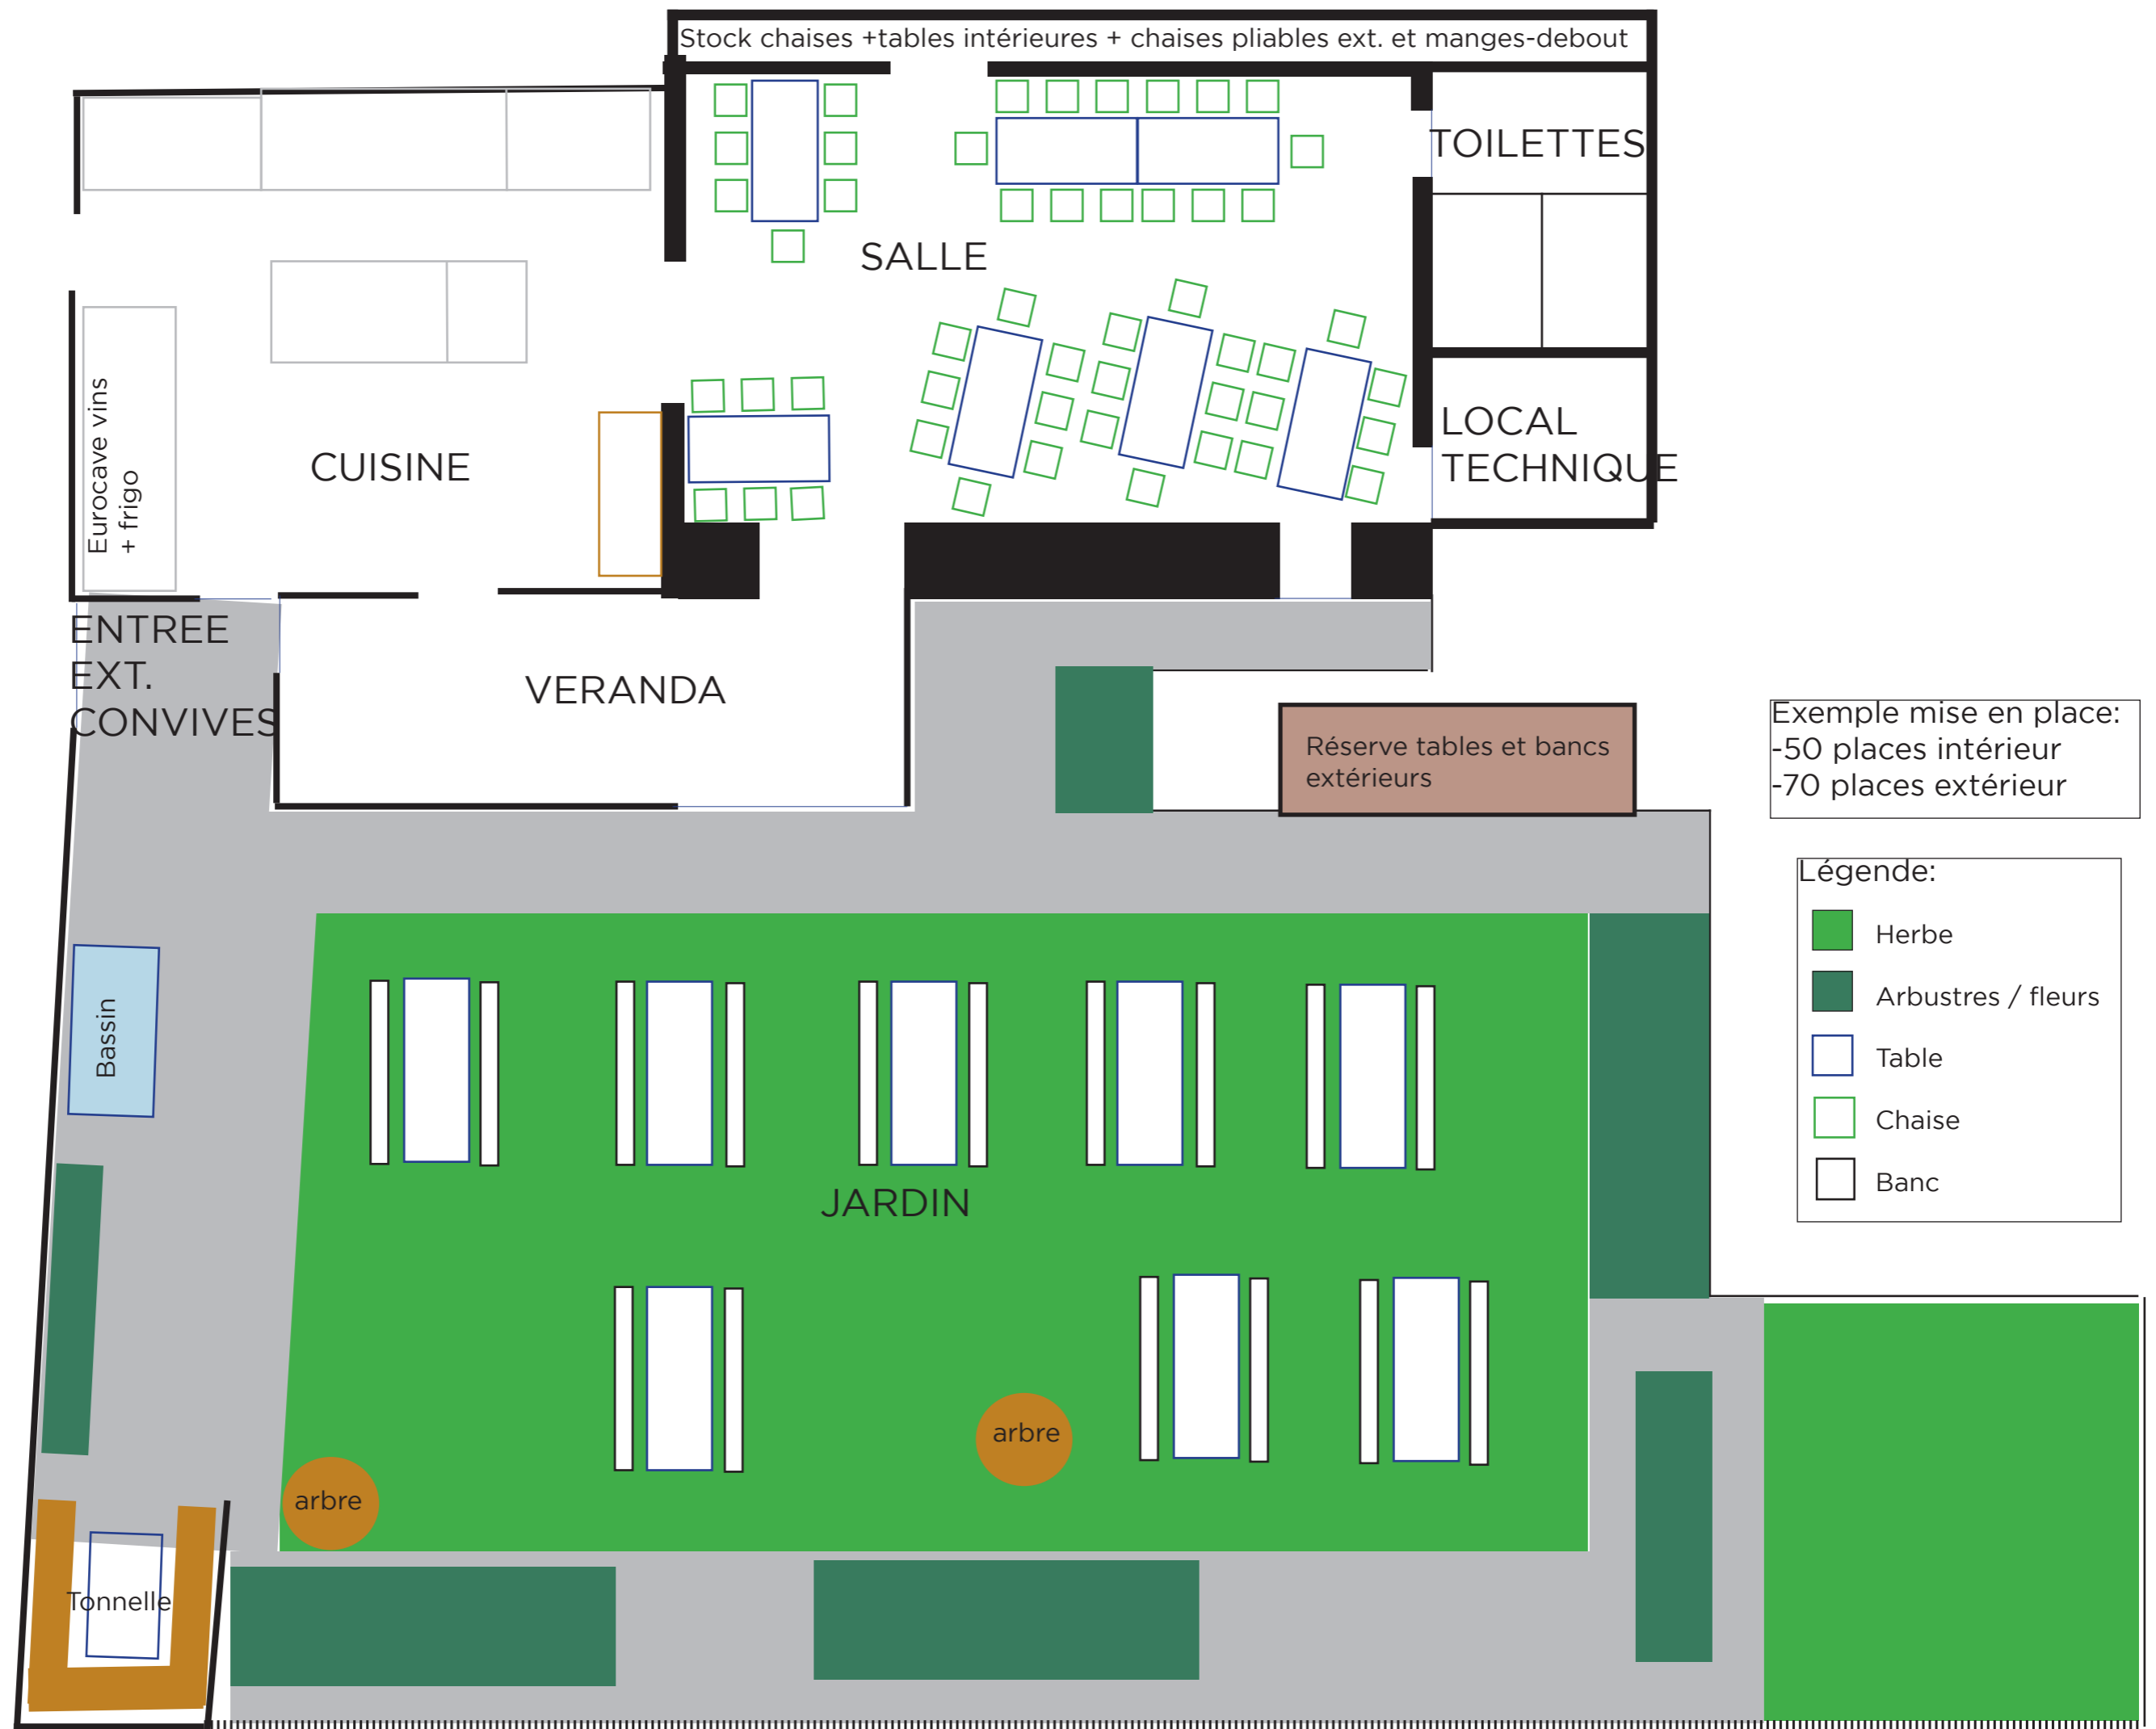 Stock chaises +tables intérieures + chaises pliables ext. et manges-debout
TOILETTES
SALLE
LOCAL
TECHNIQUE
Eurocave vins
+ frigo
CUISINE
ENTREE
EXT.
CONVIVES
VERANDA
Réserve tables et bancs
extérieurs
Exemple mise en place:
-50 places intérieur
-70 places extérieur
Légende:
Herbe
Arbustres / fleurs
Table
Chaise
Banc
Bassin
JARDIN
arbre
arbre
Tonnelle